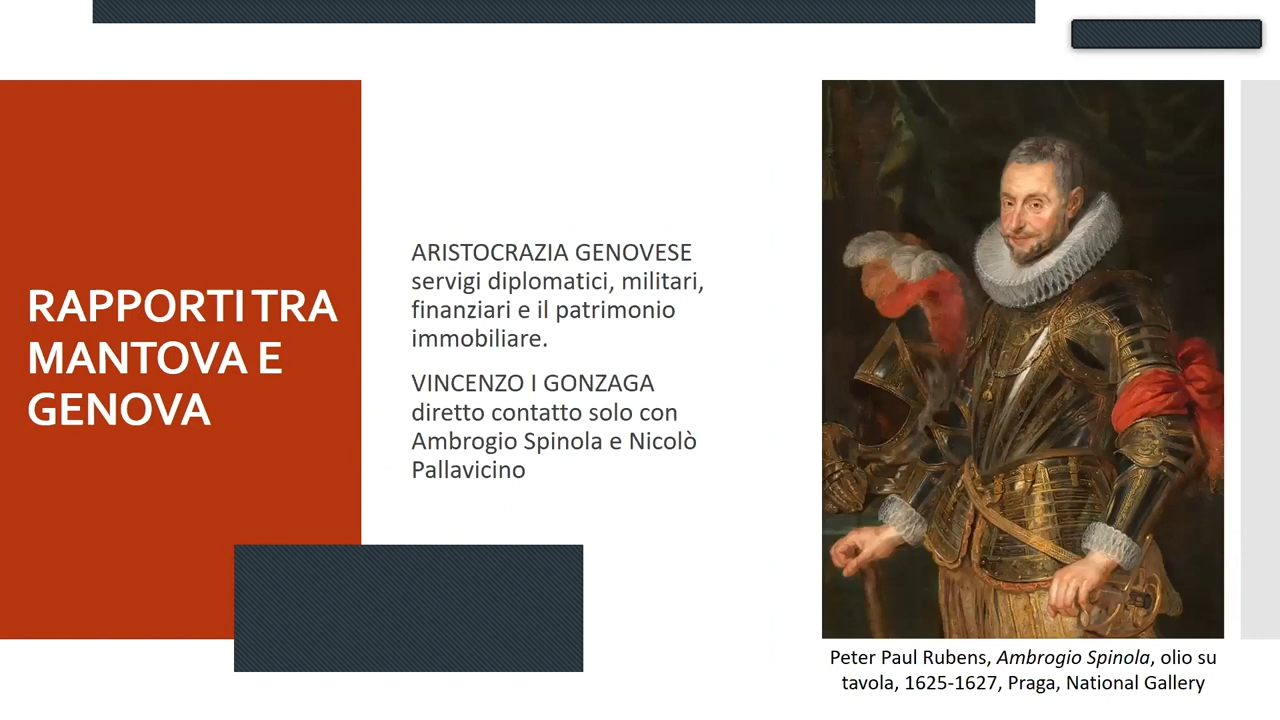 RAPPORTI TRA
MANTOVA E
GENOVA
ARISTOCRAZIA GENOVESE
servigi diplomatici, militari,
finanziari e il patrimonio
immobiliare.
VINCENZO I GONZAGA
diretto contatto solo con
Ambrogio Spinola e Nicolò
Pallavicino
Peter Paul Rubens, Ambrogio Spinola, olio su
tavola, 1625-1627, Praga, National Gallery